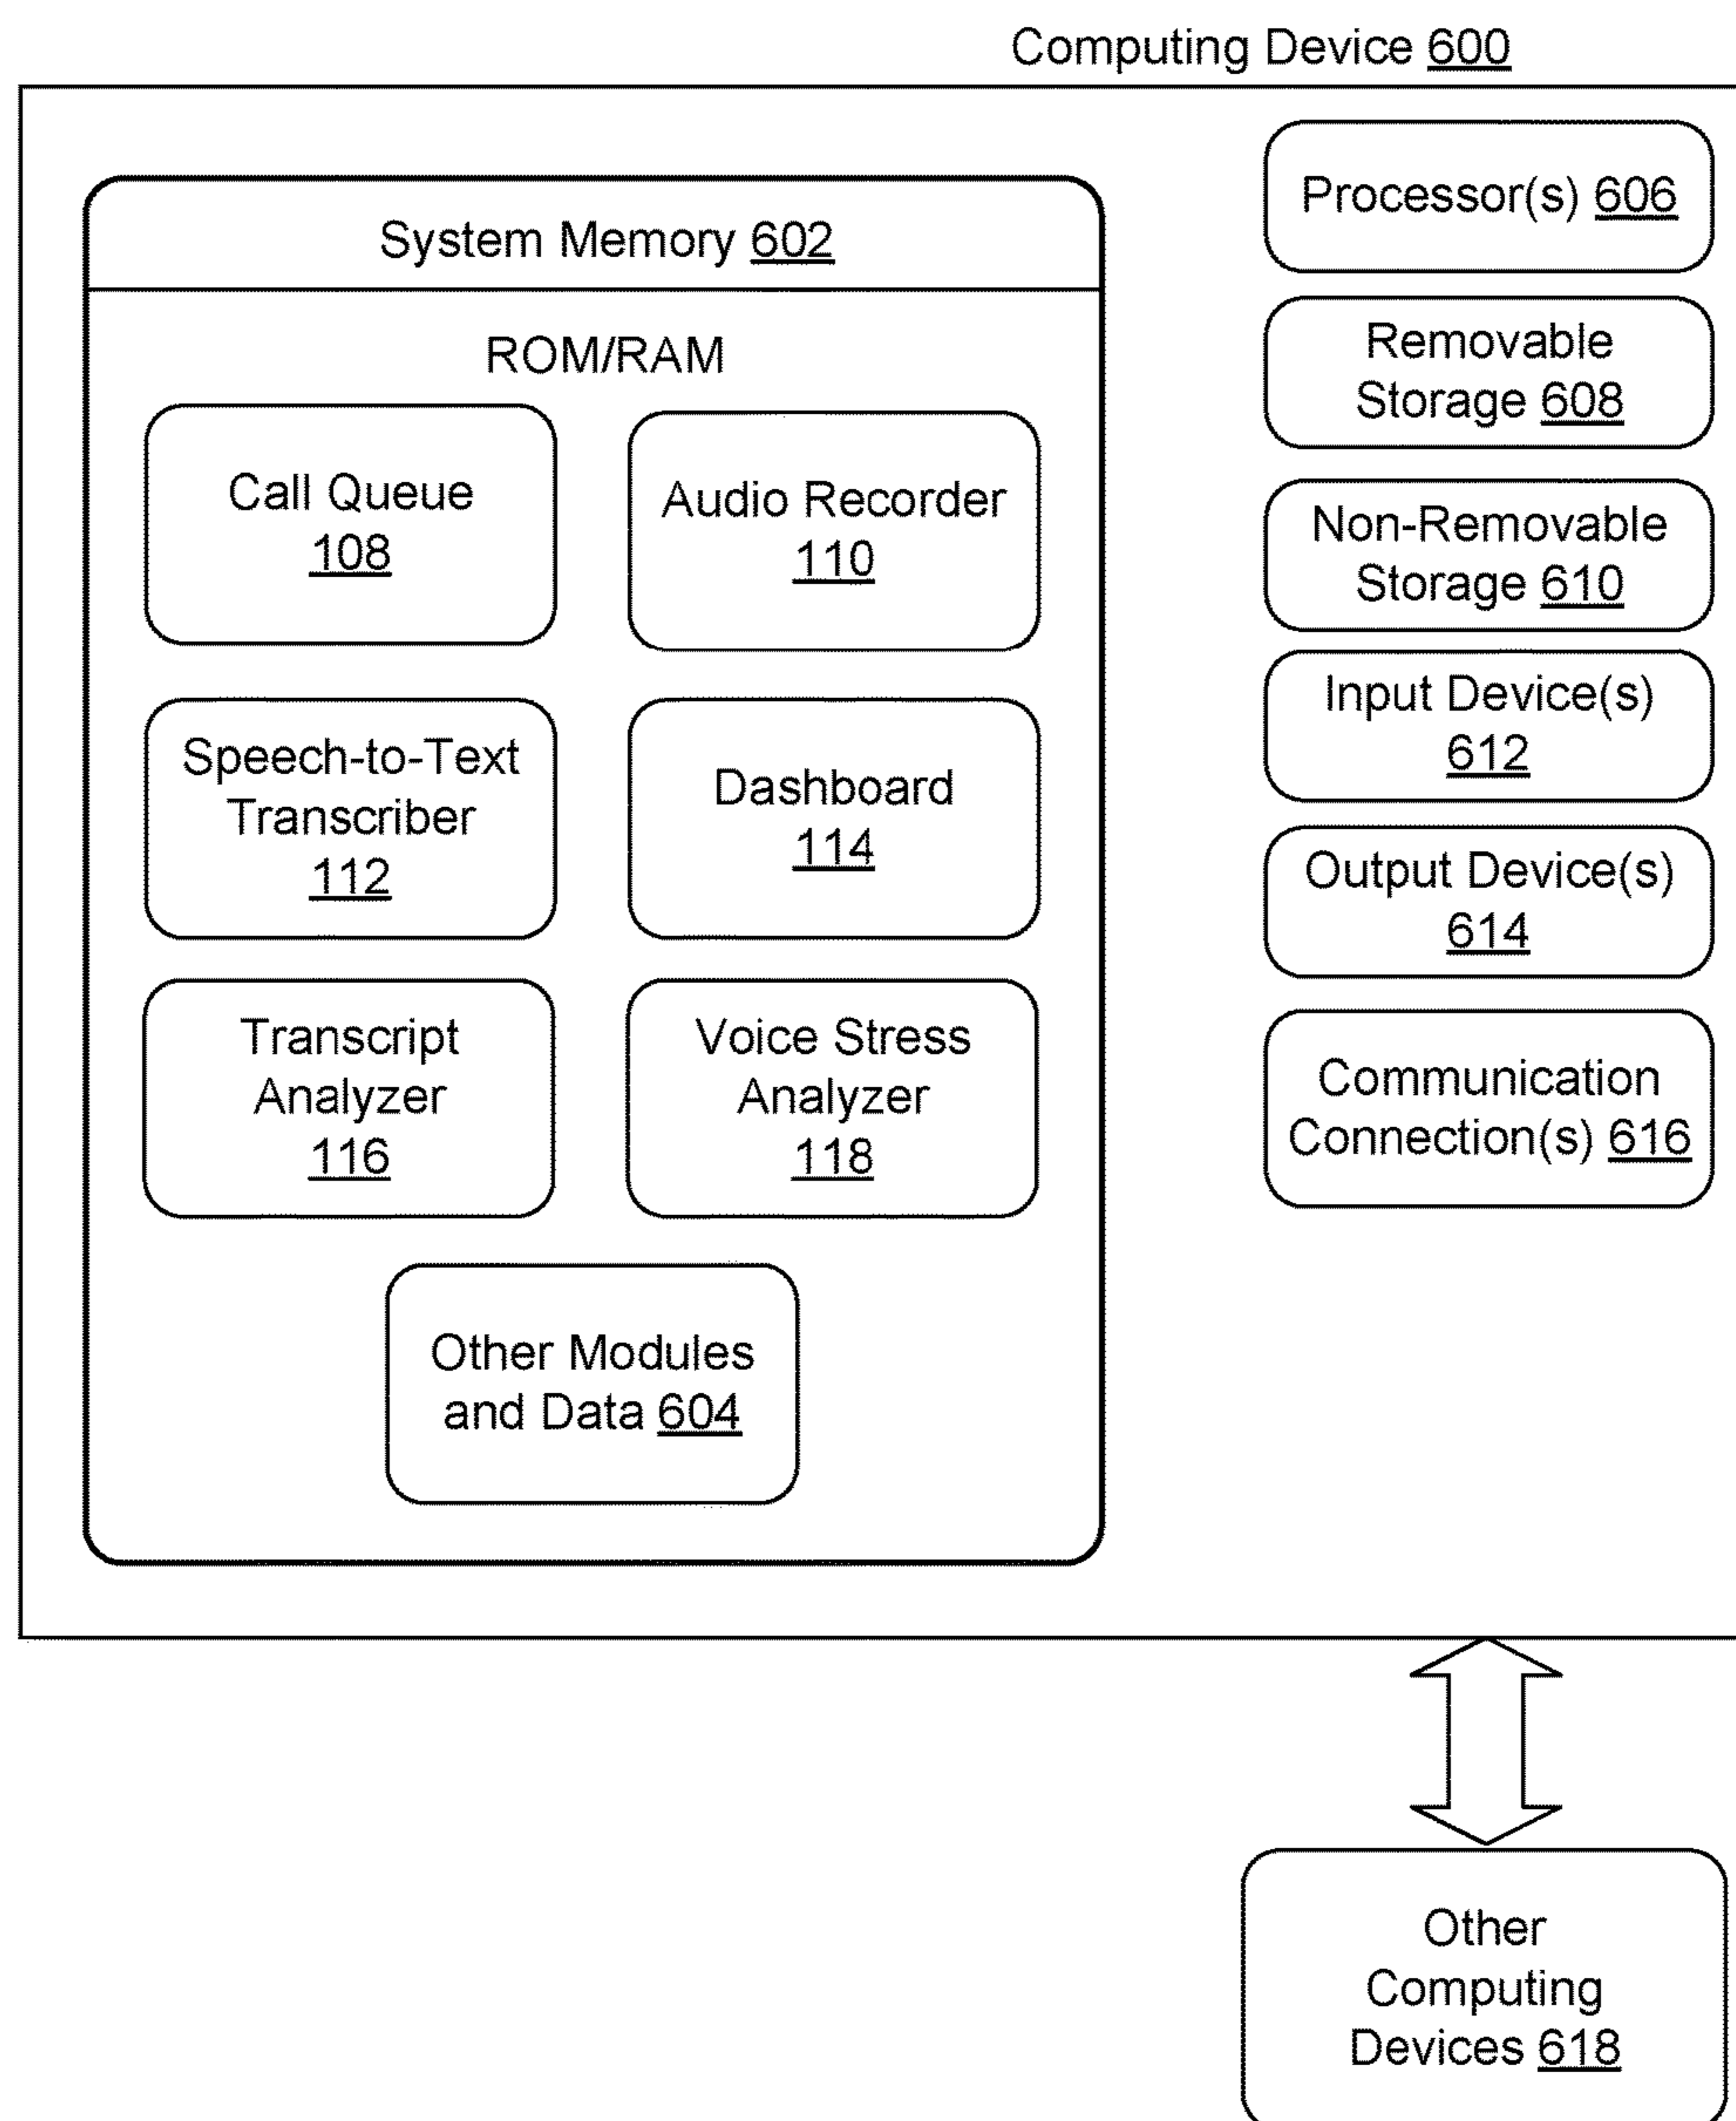 Computing Device 600
System Memory 602
ROM/RAM
Call Queue
108
Audio Recorder
110
Speech-to-Text
Transcriber
112
Dashboard
114
Transcript
Analyzer
116
Voice Stress
Analyzer
118
Other Modules
and Data 604
Processor(s) 606
Removable
Storage 608
Non-Removable
Storage 610
Input Device(s)
612
Output Device(s)
614
Communication
Connection(s) 616
Other
Computing
Devices 618